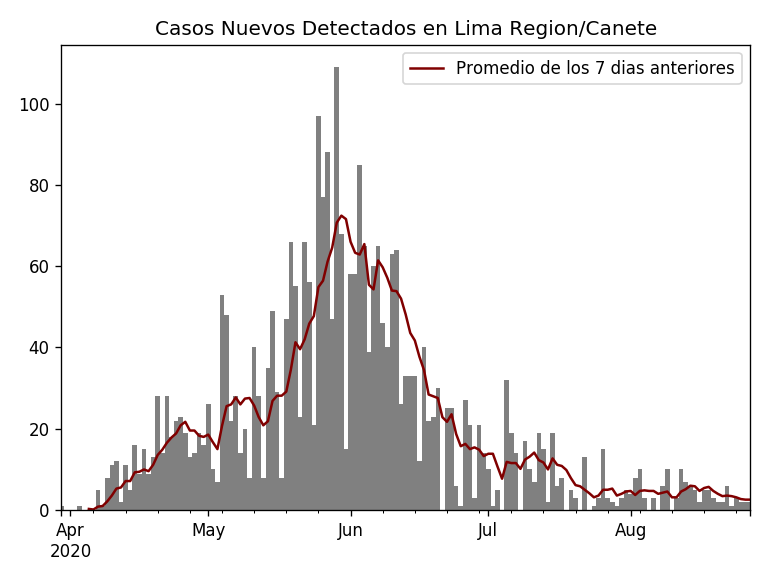 Casos Nuevos Detectados en Lima Region/Canete
Promedio de los 7 dias anteriores
100
80
60
40
20
0
Apr May Jun Jul Aug
2020